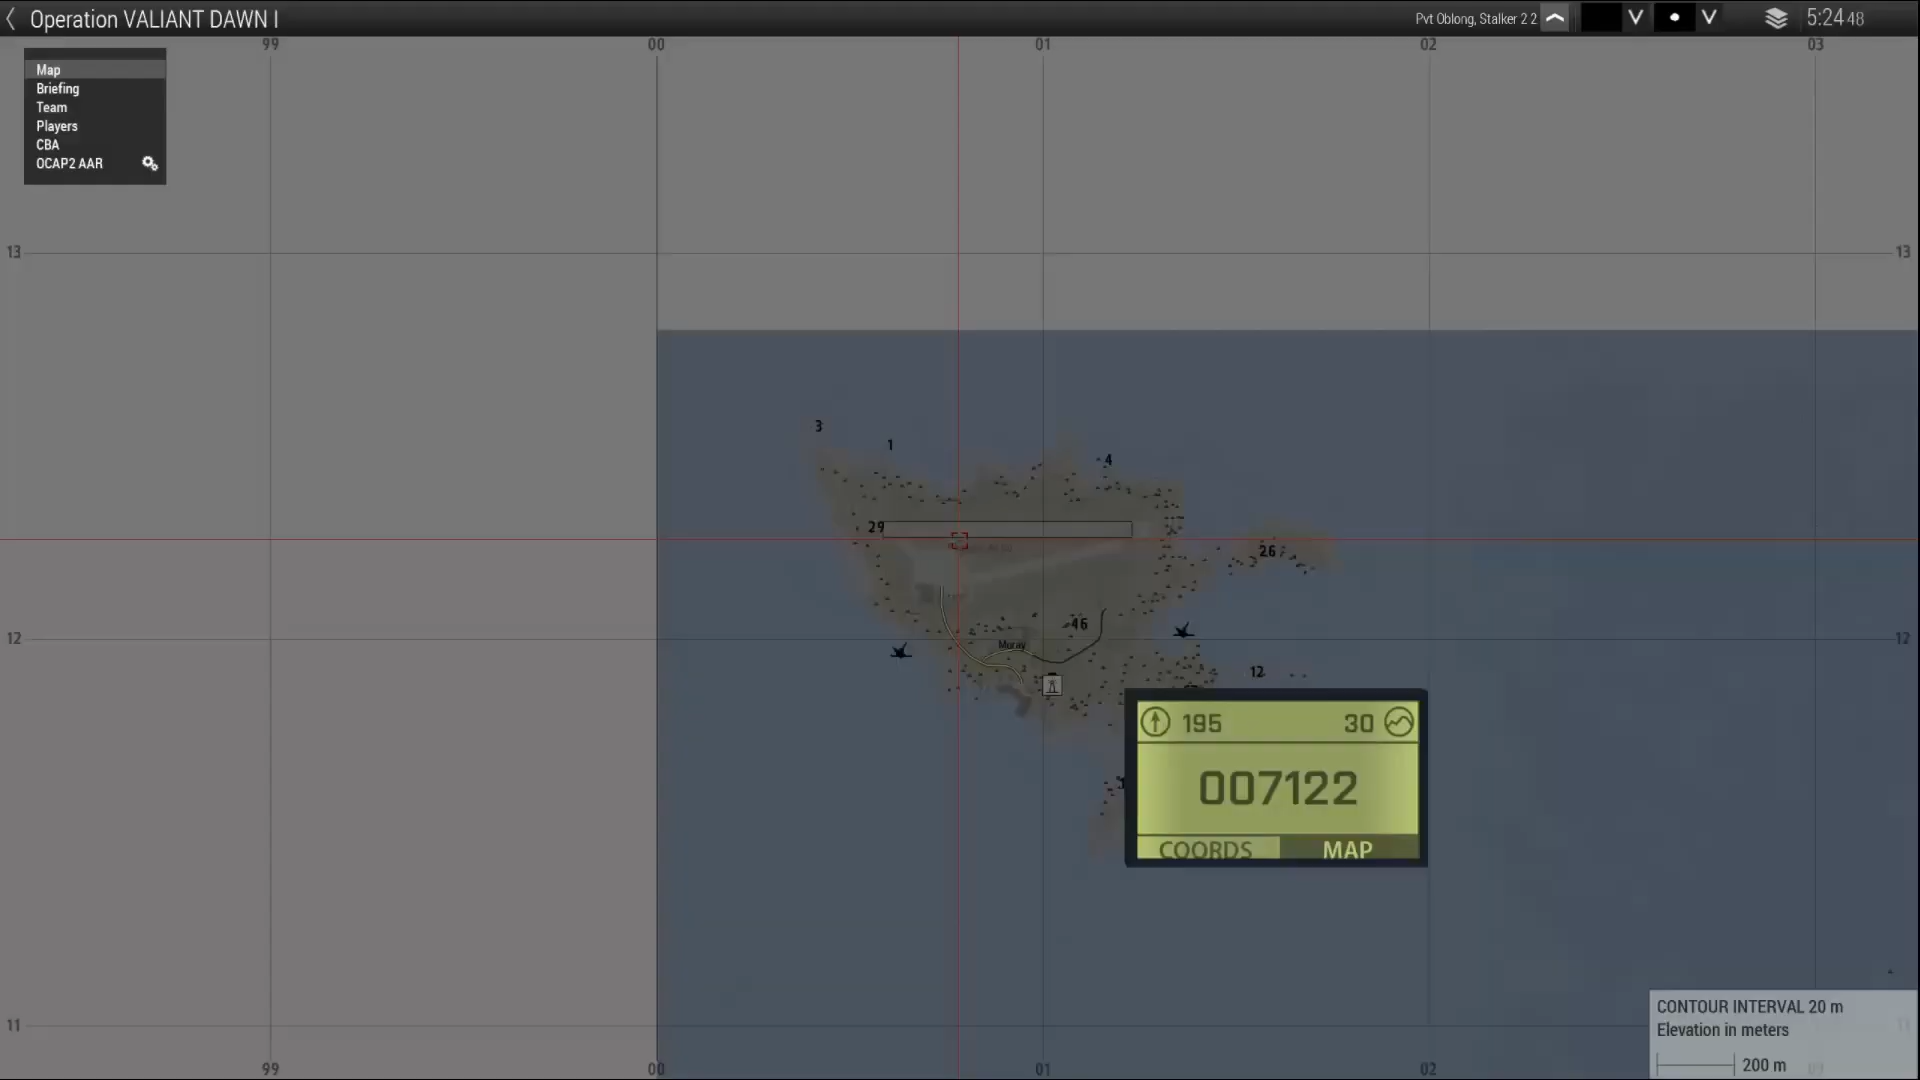 Operation VALIANT DAWN I
Pvt Oblong, Stalker 2 2
5:24 48
99
00
01
02
03
Map
Briefing
Team
Players
CBA
OCAP2 AAR
13
13
3
1
4
29
26
12
46
12
Muray
2
12
195
30
007122
COORDS
MAP
11
CONTOUR INTERVAL 20 m
Elevation in meters
200 m
99
00
01
02